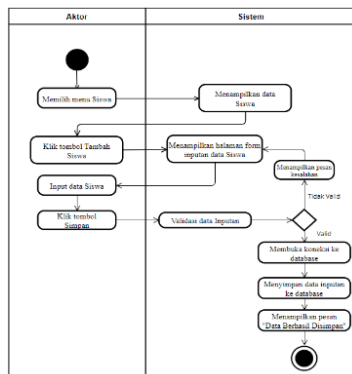 Aktor
Sistem
Memilih menu Siswa
Menampilkan data
Siswa
Klik tombol Tambah
Siswa
Menampilkan halaman form
inputan data Siswa
Menampilkan pesan
kesalahan
Input data Siswa
Tidak Valid
Klik tombol
Simpan
Validasi data Inputan
Valid
Membuka koneksi ke
database
Menyimpan data inputan
ke database
Menampilkan pesan
"Data Berhasil Disimpan"